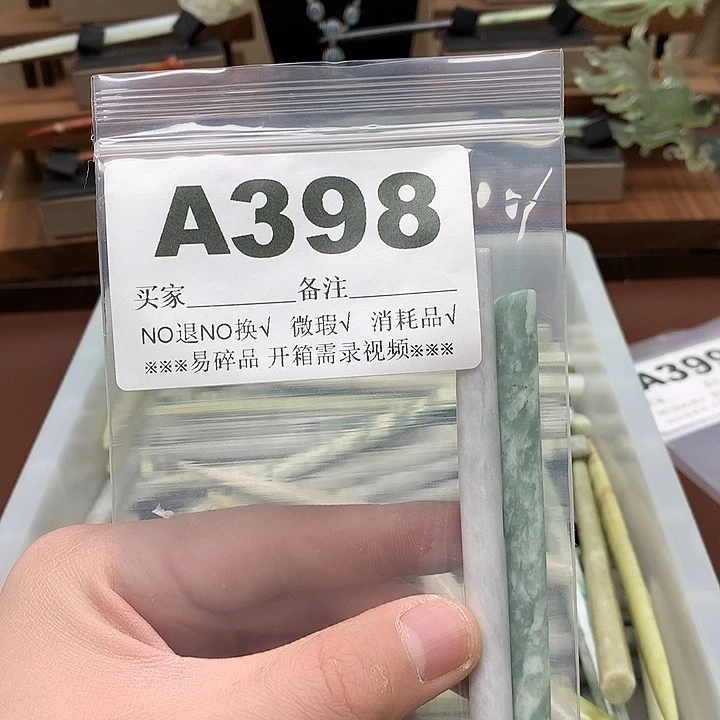 A398
买家________备注________
NO退NO换√ 微瑕√ 消耗品√
※※※易碎品 开箱需录视频※※※
A399